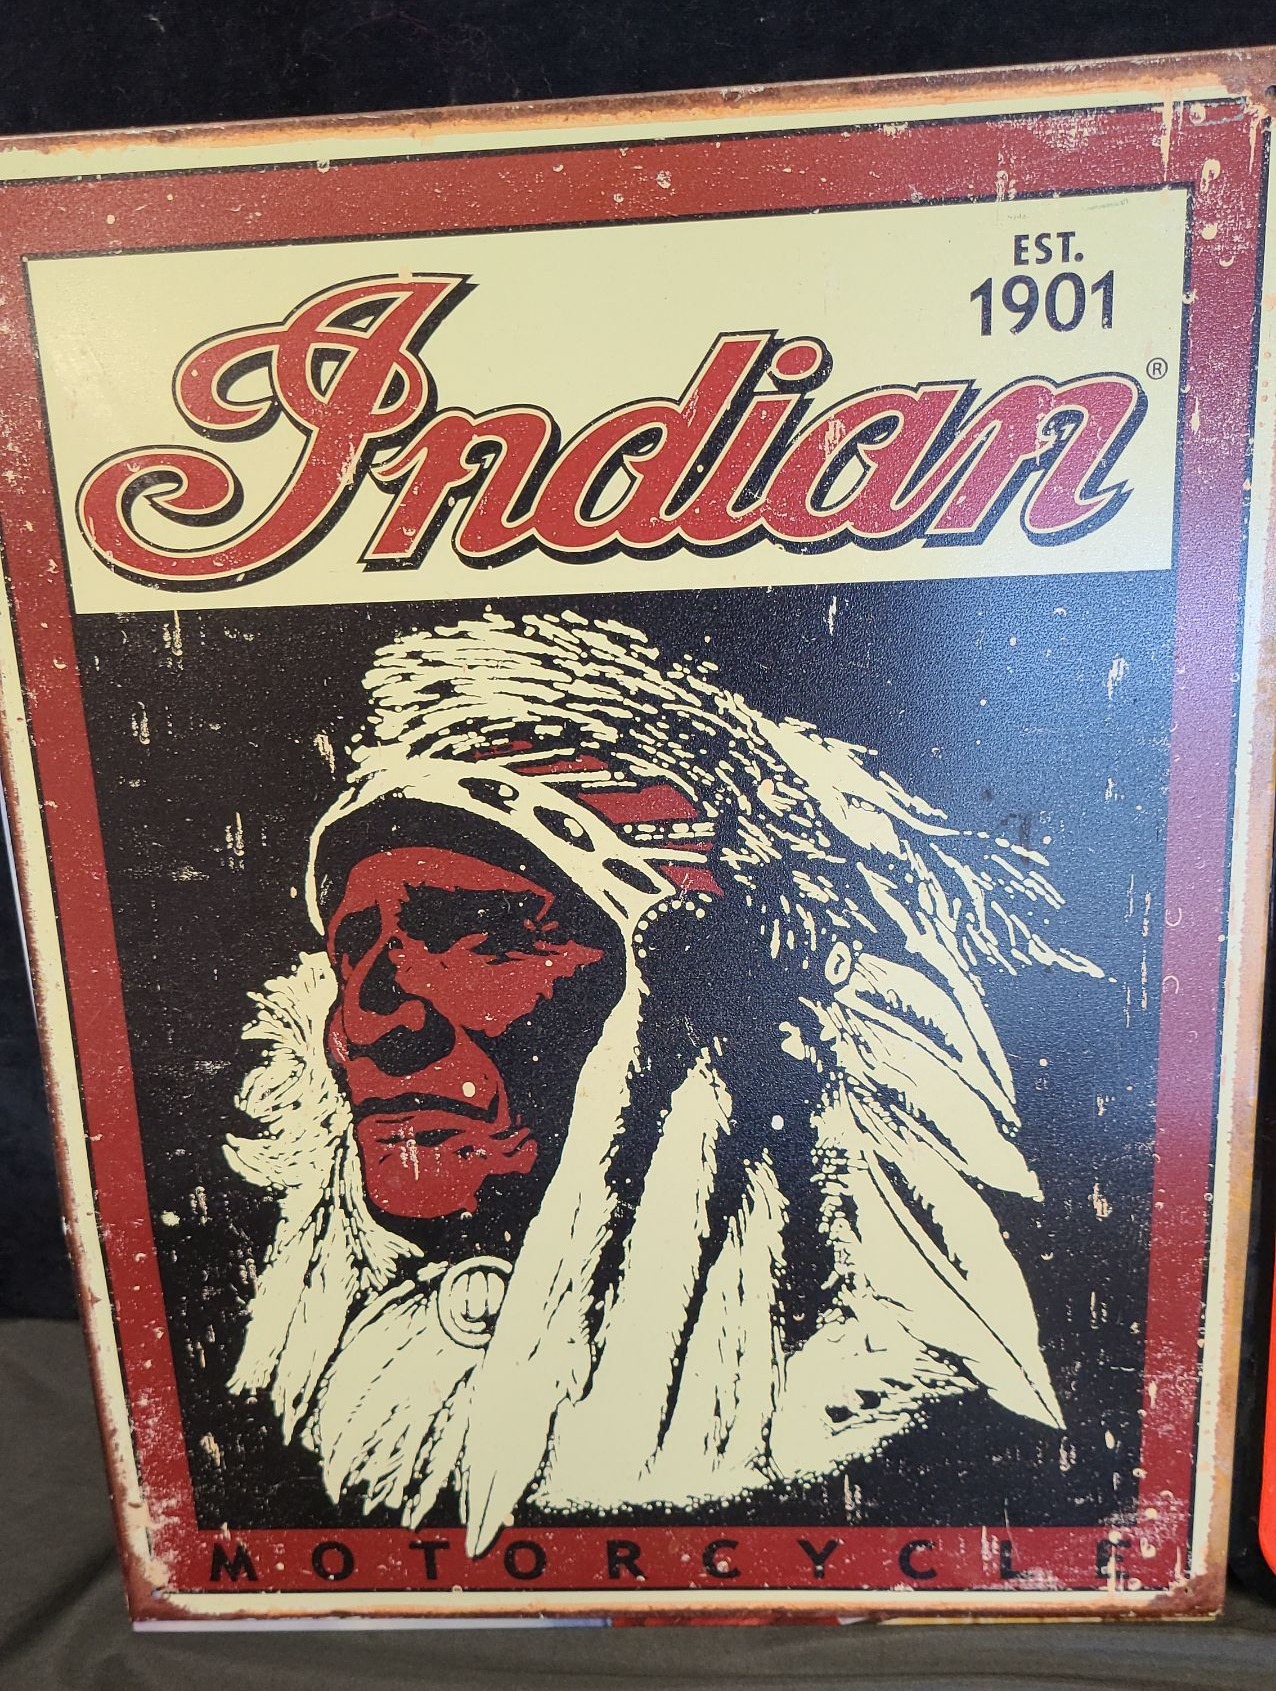 EST.
1901
Indian®
MOTORCYCLE